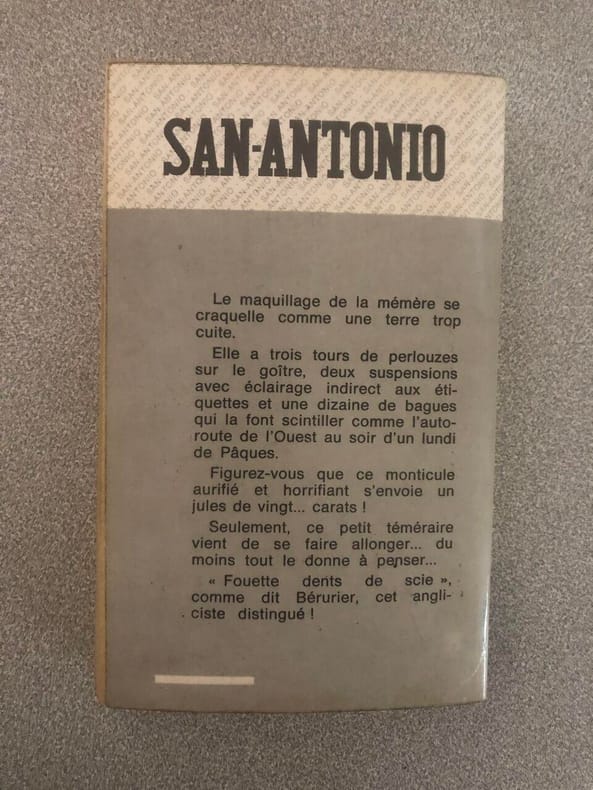 SAN-ANTONIO
Le maquillage de la mémère se
craquelle comme une terre trop
cuite.
Elle a trois tours de perlouzes
sur le goître, deux suspensions
avec éclairage indirect aux éti-
quettes et une dizaine de bagues
qui la font scintiller comme l'auto-
route de l'Ouest au soir d'un lundi
de Pâques.
Figurez-vous que ce monticule
aurifié et horrifiant s'envoie un
jules de vingt... carats !
Seulement, ce petit téméraire
vient de se faire allonger... du
moins tout le donne à penser...
« Fouette dents de scie »,
comme dit Bérurier, cet angli-
ciste distingué !